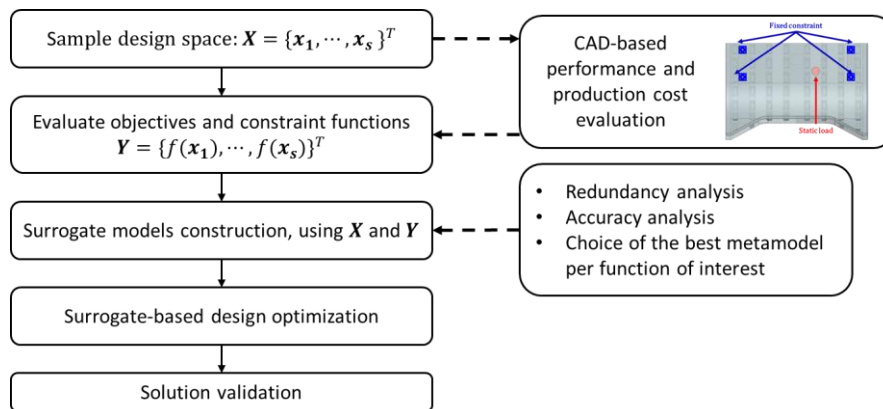 Sample design space: 𝑿 = {𝒙₁, ⋯ , 𝒙ₛ }ᵀ
CAD-based
performance and
production cost
evaluation
Fixed constraint
Static load
Evaluate objectives and constraint functions
𝒀 = {𝑓(𝒙₁), ⋯ , 𝑓(𝒙ₛ)}ᵀ
Surrogate models construction, using 𝑿 and 𝒀
• Redundancy analysis
• Accuracy analysis
• Choice of the best metamodel
per function of interest
Surrogate-based design optimization
Solution validation